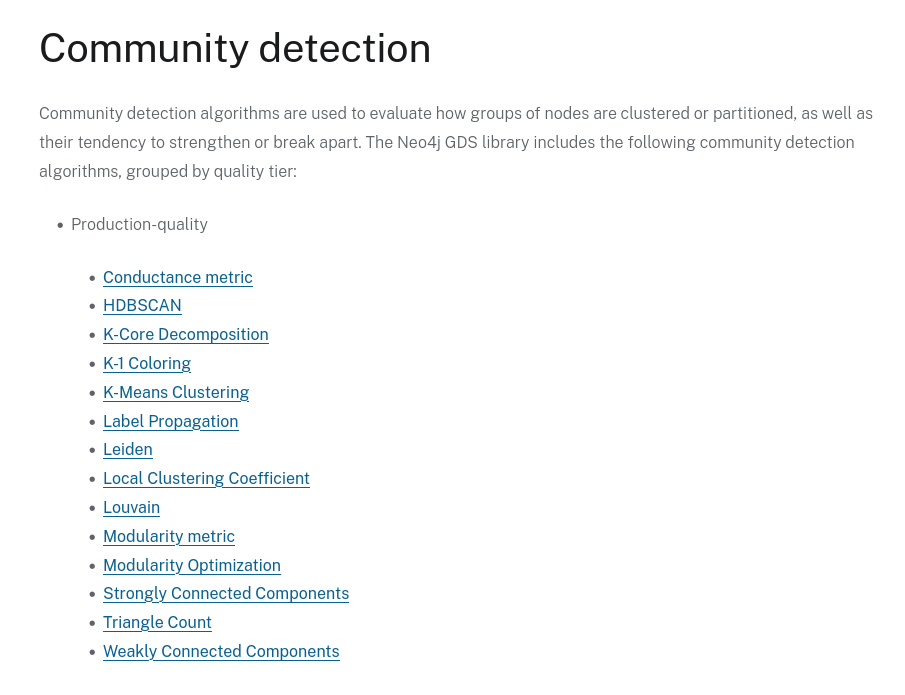 Community detection
Community detection algorithms are used to evaluate how groups of nodes are clustered or partitioned, as well as
their tendency to strengthen or break apart. The Neo4j GDS library includes the following community detection
algorithms, grouped by quality tier:
• Production-quality
• Conductance metric
• HDBSCAN
• K-Core Decomposition
• K-1 Coloring
• K-Means Clustering
• Label Propagation
• Leiden
• Local Clustering Coefficient
• Louvain
• Modularity metric
• Modularity Optimization
• Strongly Connected Components
• Triangle Count
• Weakly Connected Components